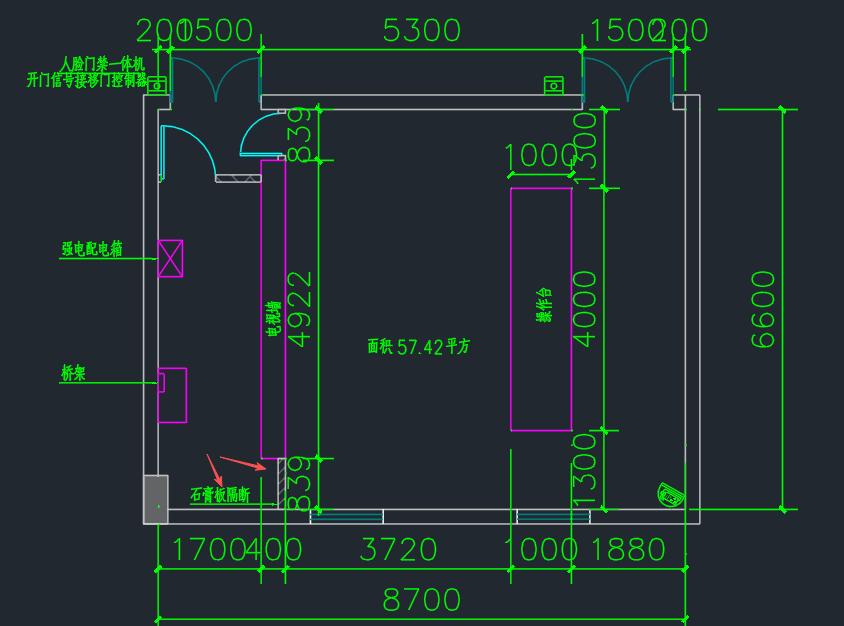 200
1500
5300
1500
200
人脸门禁一体机
开门信号接移门控制器
839
1000
1300
强电配电箱
电视墙
4922
面积 57.42平方
操作台
4000
6600
桥架
石膏板隔断
839
1300
1700
400
3720
1000
1880
8700